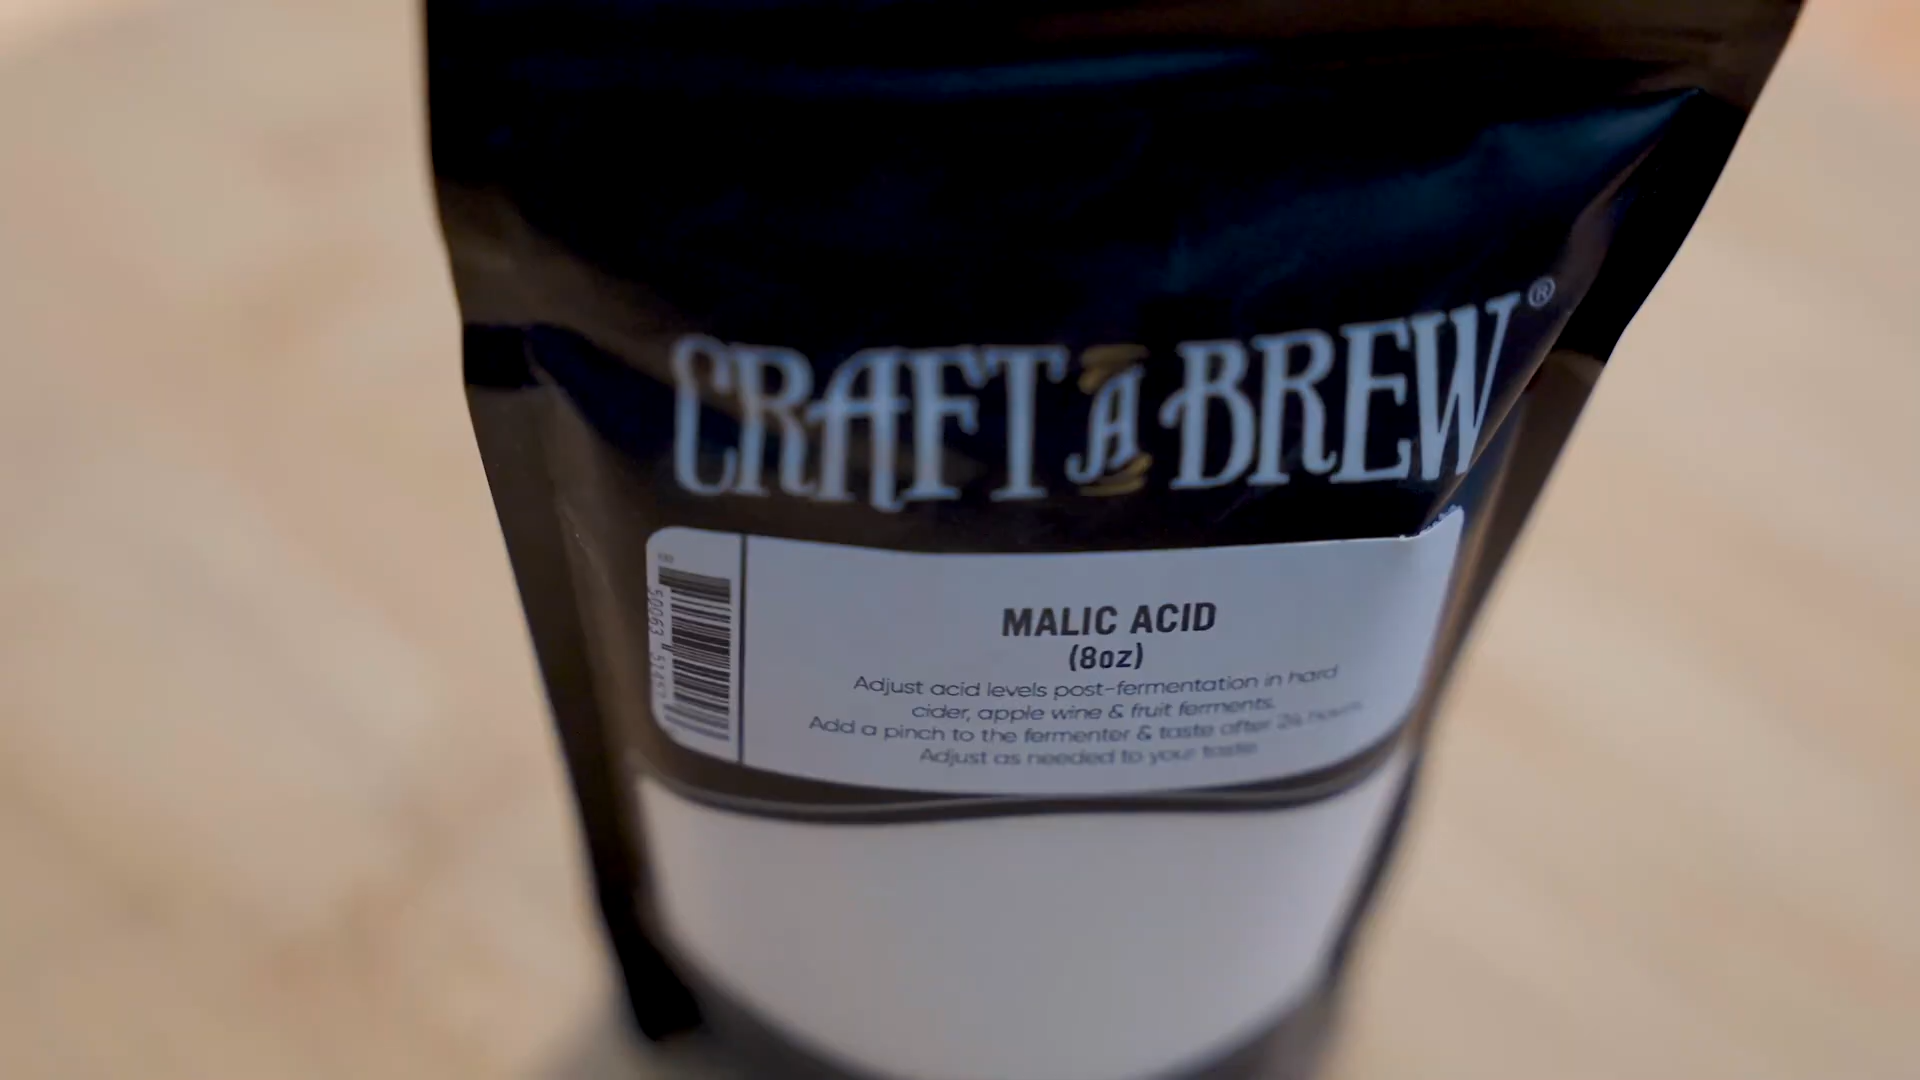 CRAFT A BREW®
MALIC ACID
(8oz)
Adjust acid levels post-fermentation in hard
cider, apple wine & fruit ferments.
Add a pinch to the fermenter & taste after 24 hours.
Adjust as needed to your taste